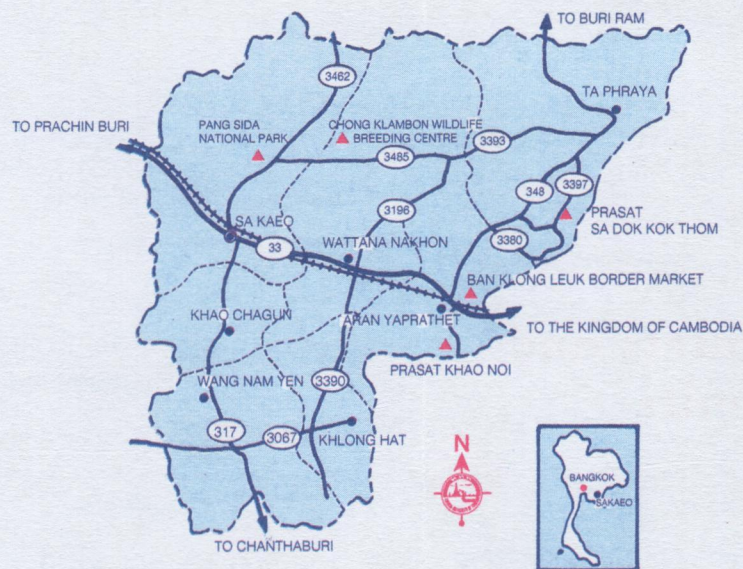 TO BURI RAM
3462
TA PHRAYA
TO PRACHIN BURI
PANG SIDA
NATIONAL PARK
CHONG KLAMBON WILDLIFE
BREEDING CENTRE
3393
3485
348
3397
3196
PRASAT
SA DOK KOK THOM
SA KAEO
33
WATTANA NAKHON
3380
BAN KLONG LEUK BORDER MARKET
KHAO CHAGUN
ARAN YAPRATHET
TO THE KINGDOM OF CAMBODIA
PRASAT KHAO NOI
WANG NAM YEN
3390
317
3067
KHLONG HAT
N
BANGKOK
SAKAEO
TO CHANTHABURI